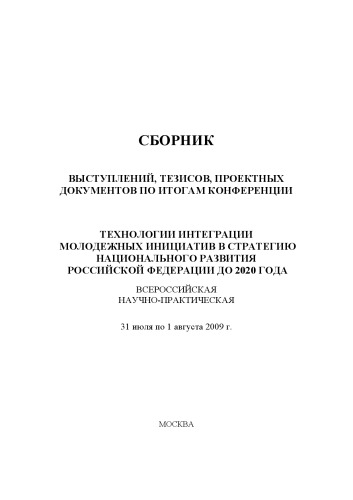 СБОРНИК
ВЫСТУПЛЕНИЙ, ТЕЗИСОВ, ПРОЕКТНЫХ
ДОКУМЕНТОВ ПО ИТОГАМ КОНФЕРЕНЦИИ
ТЕХНОЛОГИИ ИНТЕГРАЦИИ
МОЛОДЕЖНЫХ ИНИЦИАТИВ В СТРАТЕГИЮ
НАЦИОНАЛЬНОГО РАЗВИТИЯ
РОССИЙСКОЙ ФЕДЕРАЦИИ ДО 2020 ГОДА
ВСЕРОССИЙСКАЯ
НАУЧНО-ПРАКТИЧЕСКАЯ
31 июля по 1 августа 2009 г.
МОСКВА